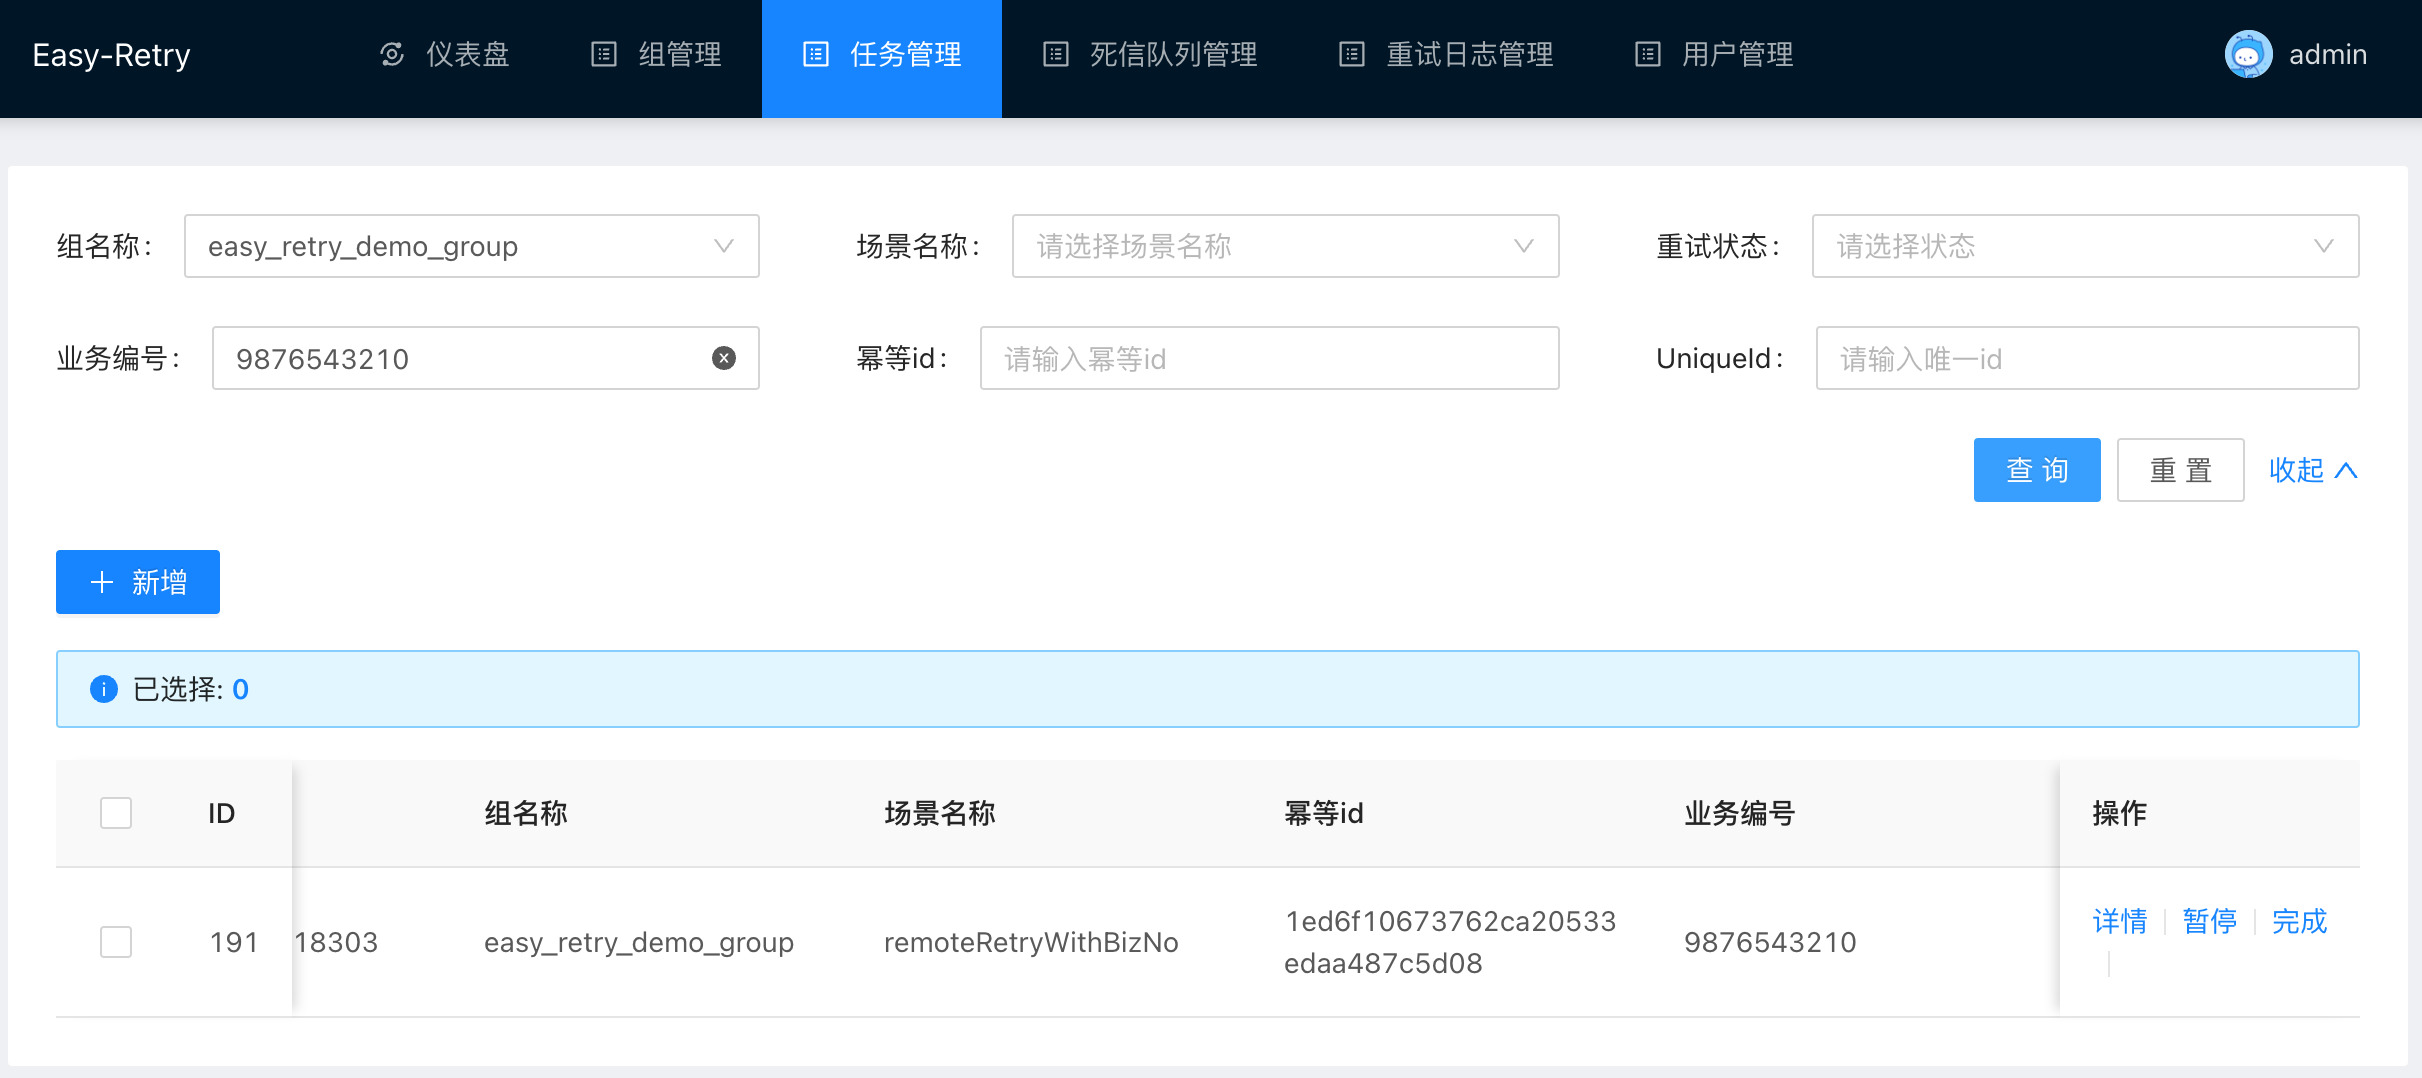 Easy-Retry 仪表盘 组管理 任务管理 死信队列管理 重试日志管理 用户管理 admin
组名称: easy_retry_demo_group 场景名称: 请选择场景名称 重试状态: 请选择状态
业务编号: 9876543210 幂等id: 请输入幂等id UniqueId: 请输入唯一id
查 询 重 置 收起
新增
已选择: 0
ID 组名称 场景名称 幂等id 业务编号 操作
191 18303 easy_retry_demo_group remoteRetryWithBizNo 1ed6f10673762ca20533 9876543210 详情 暂停 完成
edaa487c5d08